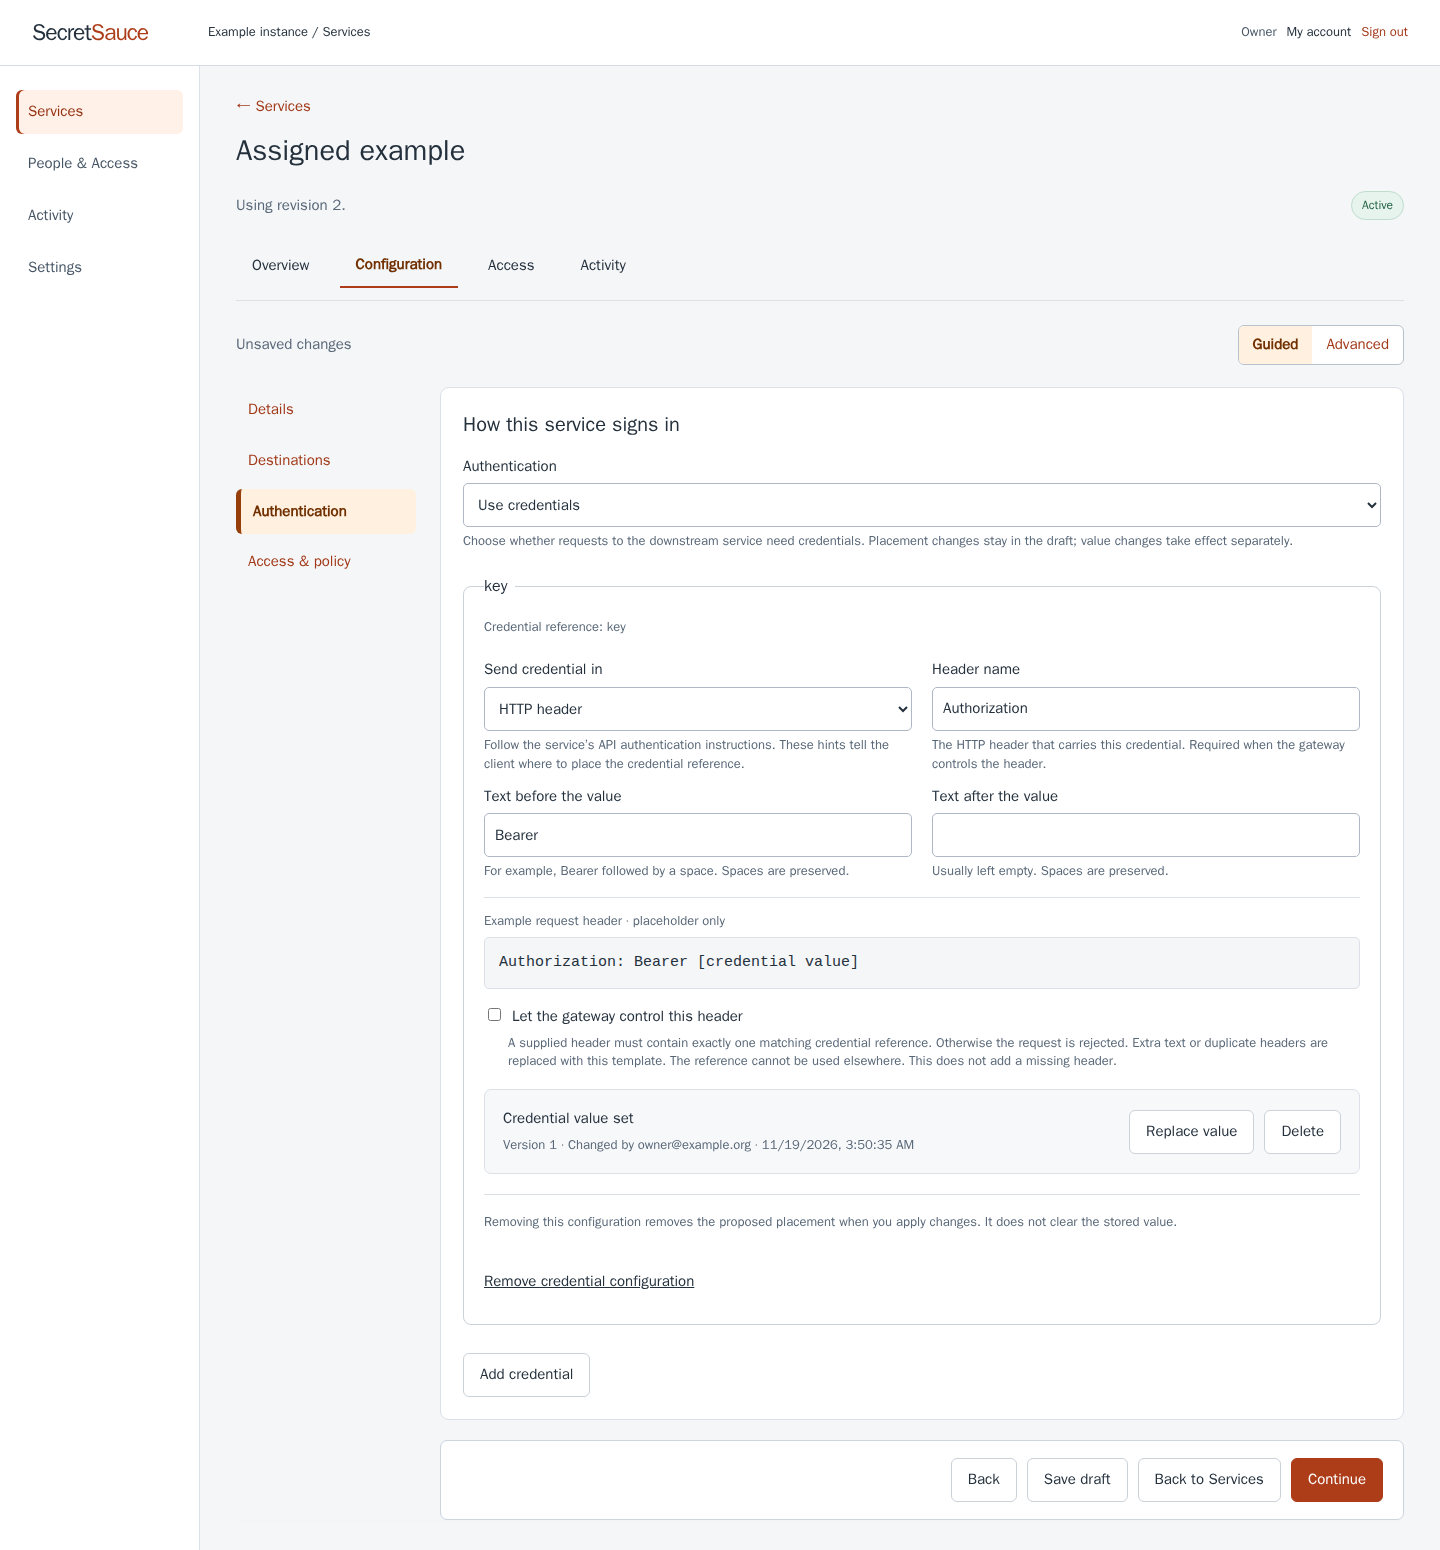 SecretSauce
Example instance / Services
Owner My account Sign out
Services
People & Access
Activity
Settings
← Services
Assigned example
Using revision 2.
Active
Overview Configuration Access Activity
Unsaved changes
Guided Advanced
Details
Destinations
Authentication
Access & policy
How this service signs in
Authentication
Use credentials
Choose whether requests to the downstream service need credentials. Placement changes stay in the draft; value changes take effect separately.
key
Credential reference: key
Send credential in
HTTP header
Follow the service's API authentication instructions. These hints tell the
client where to place the credential reference.
Header name
Authorization
The HTTP header that carries this credential. Required when the gateway
controls the header.
Text before the value
Bearer
For example, Bearer followed by a space. Spaces are preserved.
Text after the value
Usually left empty. Spaces are preserved.
Example request header · placeholder only
Authorization: Bearer [credential value]
Let the gateway control this header
A supplied header must contain exactly one matching credential reference. Otherwise the request is rejected. Extra text or duplicate headers are
replaced with this template. The reference cannot be used elsewhere. This does not add a missing header.
Credential value set
Version 1 · Changed by owner@example.org · 11/19/2026, 3:50:35 AM
Replace value Delete
Removing this configuration removes the proposed placement when you apply changes. It does not clear the stored value.
Remove credential configuration
Add credential
Back Save draft Back to Services Continue